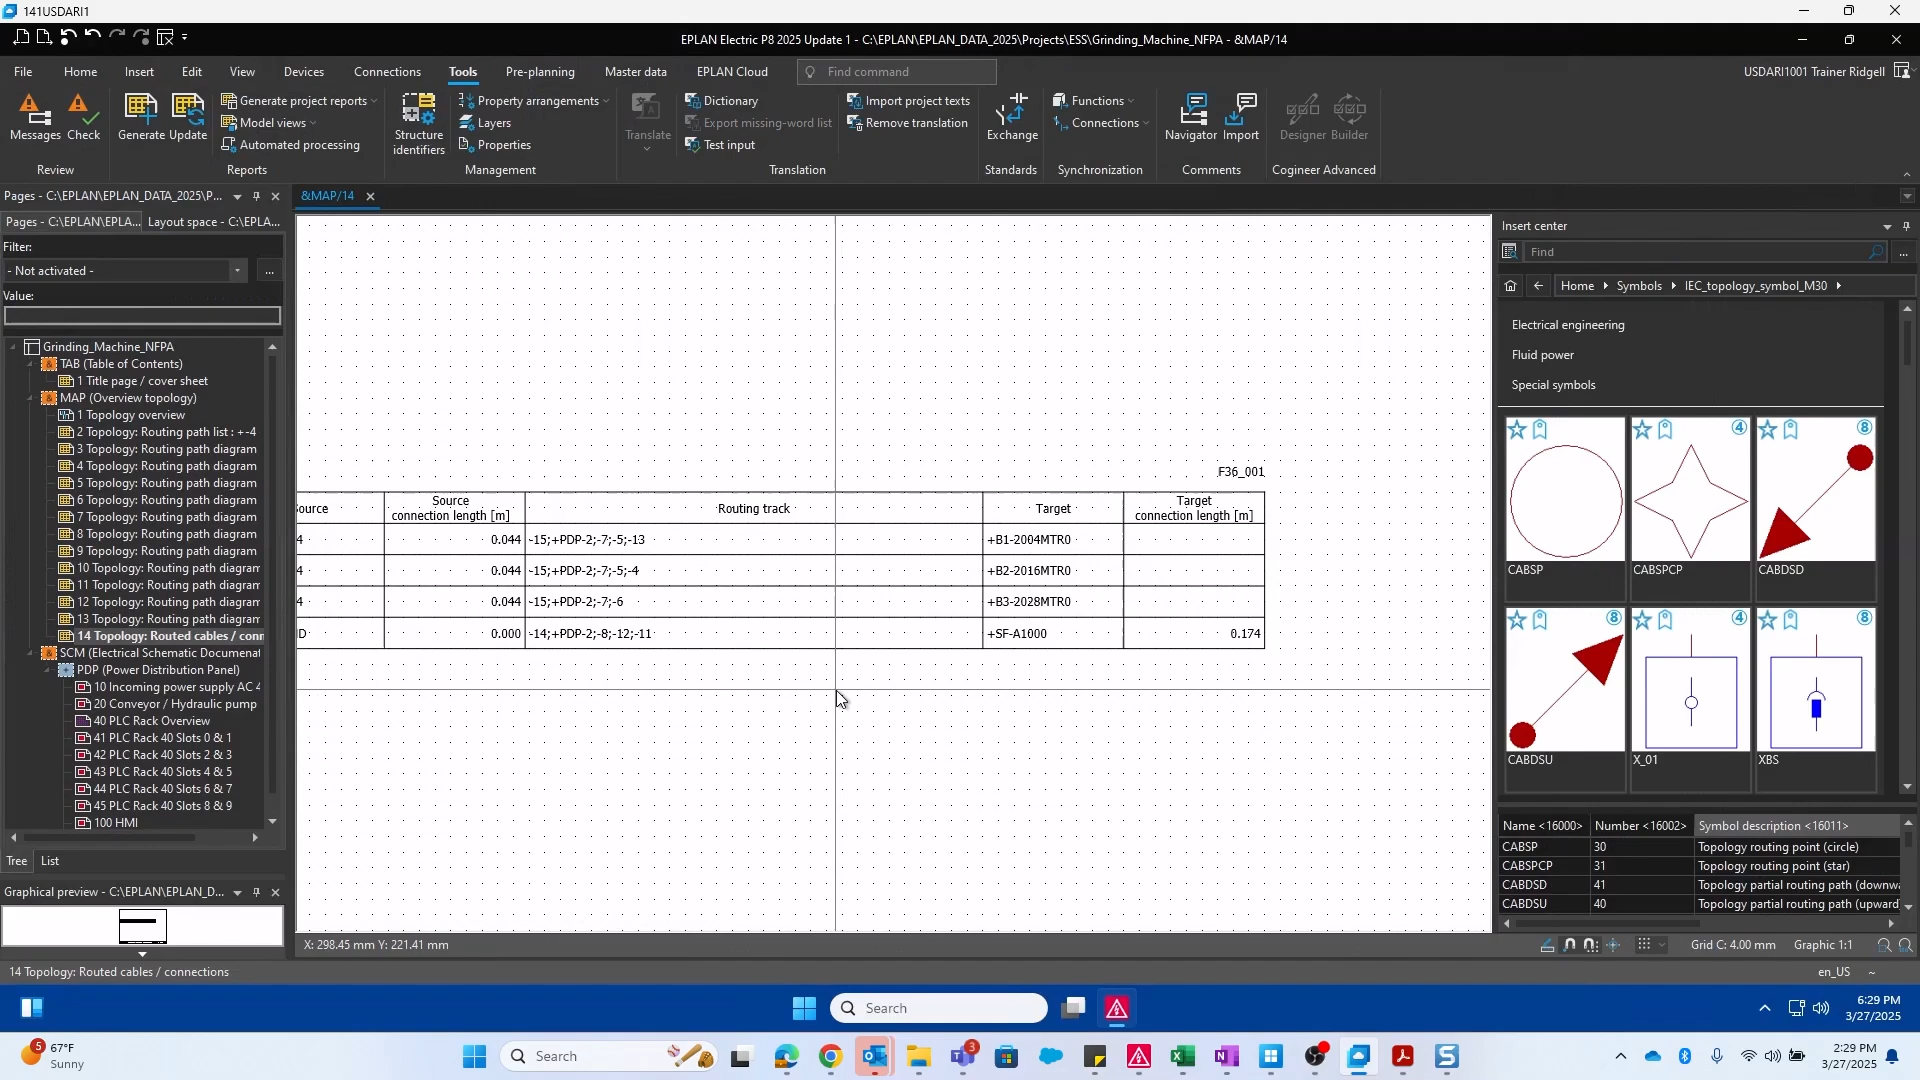 141USDARI1
EPLAN Electric P8 2025 Update 1 - C:\EPLAN\EPLAN_DATA_2025\Projects\ESS\Grinding_Machine_NFPA - &MAP/14
File Home Insert Edit View Devices Connections Tools Pre-planning Master data EPLAN Cloud Find command USDARI1001 Trainer Ridgell
Messages Check
Review
Generate Update
Generate project reports
Model views
Automated processing
Reports
Structure identifiers
Property arrangements
Layers
Properties
Management
Translate
Dictionary
Export missing-word list
Test input
Import project texts
Remove translation
Translation
Exchange
Standards
Functions
Connections
Synchronization
Navigator Import
Comments
Designer Builder
Cogineer Advanced
Pages - C:\EPLAN\EPLAN_DATA_2025\P...
&MAP/14
Pages - C:\EPLAN\EPLA... Layout space - C:\EPLA...
Filter:
- Not activated -
...
Value:
Grinding_Machine_NFPA
TAB (Table of Contents)
1 Title page / cover sheet
MAP (Overview topology)
1 Topology overview
2 Topology: Routing path list : +-4
3 Topology: Routing path diagram
4 Topology: Routing path diagram
5 Topology: Routing path diagram
6 Topology: Routing path diagram
7 Topology: Routing path diagram
8 Topology: Routing path diagram
9 Topology: Routing path diagram
10 Topology: Routing path diagram
11 Topology: Routing path diagram
12 Topology: Routing path diagram
13 Topology: Routing path diagram
14 Topology: Routed cables / conn
SCM (Electrical Schematic Documenat
PDP (Power Distribution Panel)
10 Incoming power supply AC 4
20 Conveyor / Hydraulic pump
40 PLC Rack Overview
41 PLC Rack 40 Slots 0 & 1
42 PLC Rack 40 Slots 2 & 3
43 PLC Rack 40 Slots 4 & 5
44 PLC Rack 40 Slots 6 & 7
45 PLC Rack 40 Slots 8 & 9
100 HMI
Tree List
Graphical preview - C:\EPLAN\EPLAN_D...
F36_001
ource Source connection length [m] Routing track Target Target connection length [m]
4 0.044 -15;+PDP-2;-7;-5;-13 +B1-2004MTR0
4 0.044 -15;+PDP-2;-7;-5;-4 +B2-2016MTR0
4 0.044 -15;+PDP-2;-7;-6 +B3-2028MTR0
D 0.000 -14;+PDP-2;-8;-12;-11 +SF-A1000 0.174
X: 298.45 mm Y: 221.41 mm
Insert center
Find
...
Home Symbols IEC_topology_symbol_M30
Electrical engineering
Fluid power
Special symbols
4 8
CABSP CABSPCP CABDSD
8 4 8
CABDSU X_01 XBS
Name <16000> Number <16002> Symbol description <16011>
CABSP 30 Topology routing point (circle)
CABSPCP 31 Topology routing point (star)
CABDSD 41 Topology partial routing path (downwa
CABDSU 40 Topology partial routing path (upward
Grid C: 4.00 mm Graphic 1:1
14 Topology: Routed cables / connections
en_US ~
Search
6:29 PM
3/27/2025
5
67°F
Sunny
Search
3
2:29 PM
3/27/2025